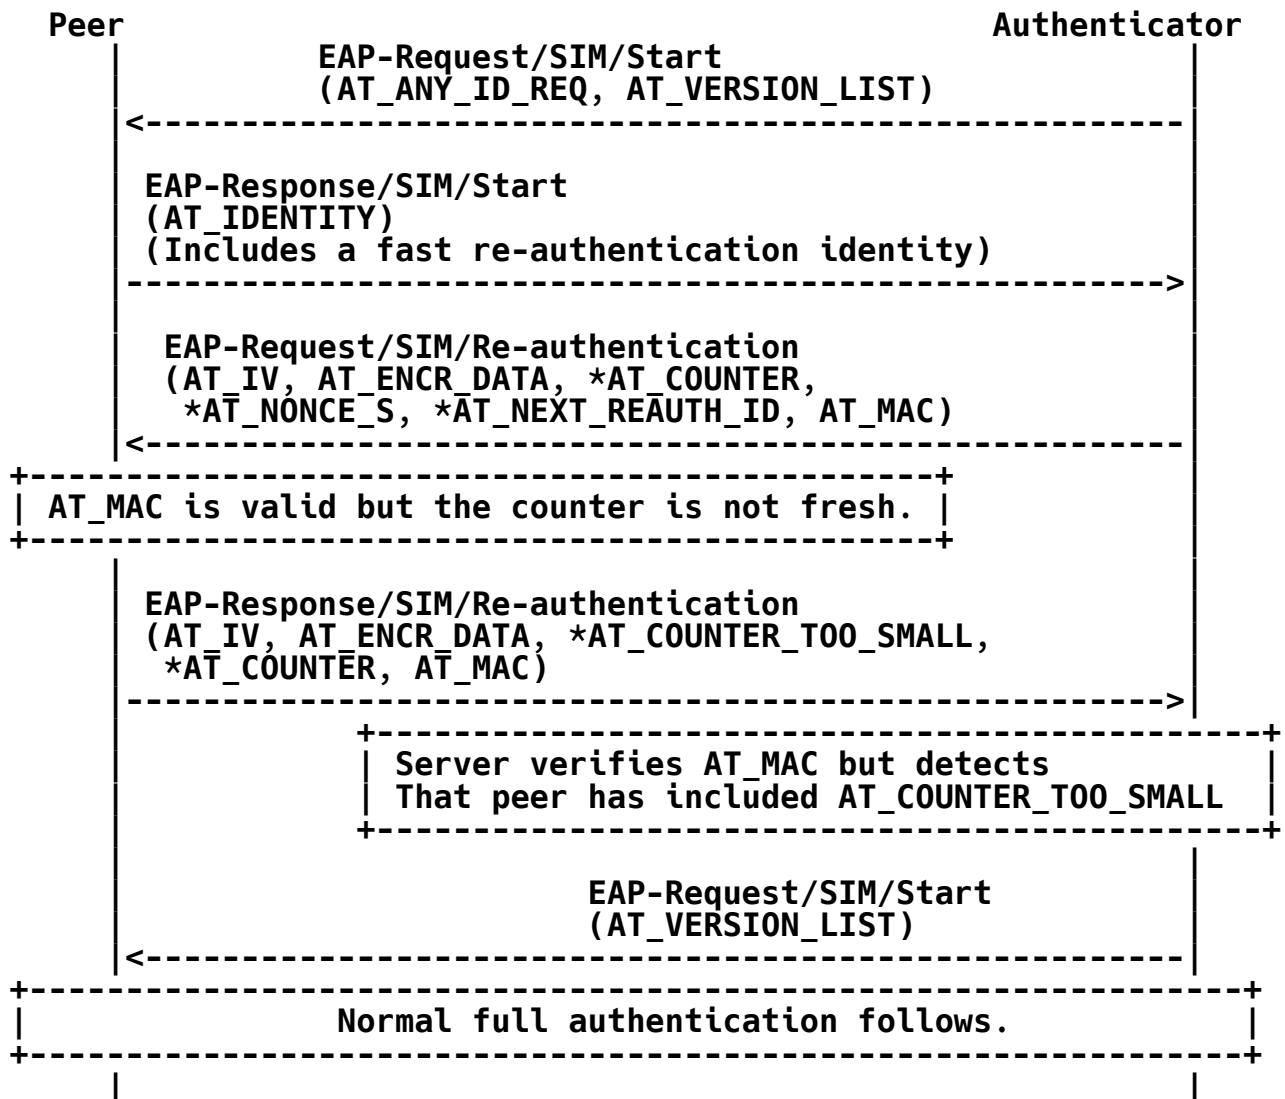 Peer Authenticator
EAP-Request/SIM/Start
(AT_ANY_ID_REQ, AT_VERSION_LIST)
EAP-Response/SIM/Start
(AT_IDENTITY)
(Includes a fast re-authentication identity)
EAP-Request/SIM/Re-authentication
(AT_IV, AT_ENCR_DATA, *AT_COUNTER,
*AT_NONCE_S, *AT_NEXT_REAUTH_ID, AT_MAC)
AT_MAC is valid but the counter is not fresh.
EAP-Response/SIM/Re-authentication
(AT_IV, AT_ENCR_DATA, *AT_COUNTER_TOO_SMALL,
*AT_COUNTER, AT_MAC)
Server verifies AT_MAC but detects
That peer has included AT_COUNTER_TOO_SMALL
EAP-Request/SIM/Start
(AT_VERSION_LIST)
Normal full authentication follows.